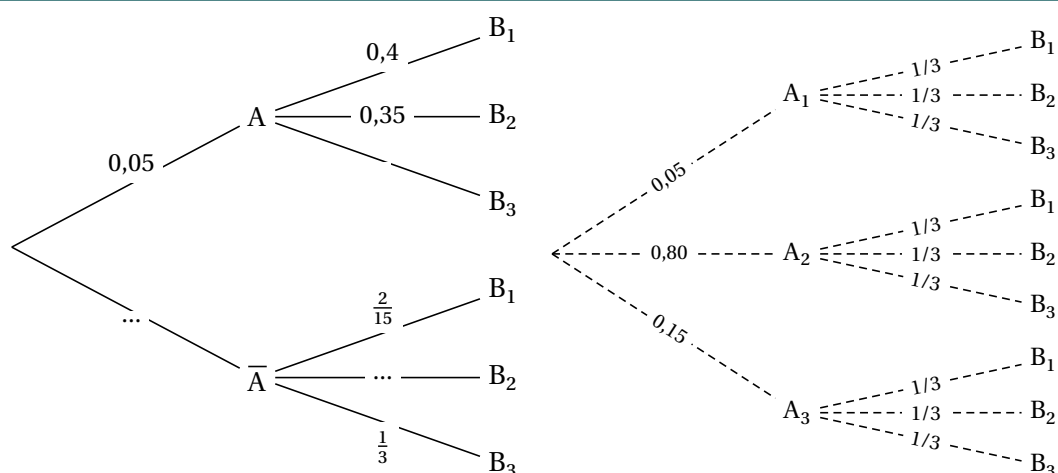 B₁
0,4
A
0,35
B₂
0,05
B₃
...
B₁
2/15
A̅
...
B₂
1/3
B₃
B₁
1/3
A₁
1/3
B₂
1/3
B₃
0,05
B₁
1/3
0,80
A₂
1/3
B₂
1/3
B₃
0,15
B₁
1/3
A₃
1/3
B₂
1/3
B₃